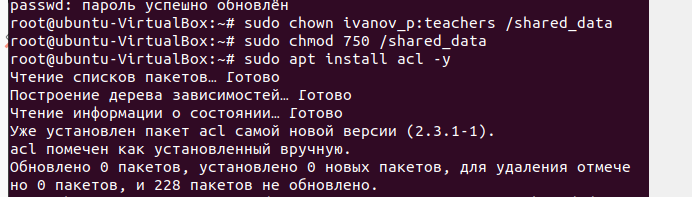 passwd: пароль успешно обновлён
root@ubuntu-VirtualBox:~# sudo chown ivanov_p:teachers /shared_data
root@ubuntu-VirtualBox:~# sudo chmod 750 /shared_data
root@ubuntu-VirtualBox:~# sudo apt install acl -y
Чтение списков пакетов… Готово
Построение дерева зависимостей… Готово
Чтение информации о состоянии… Готово
Уже установлен пакет acl самой новой версии (2.3.1-1).
acl помечен как установленный вручную.
Обновлено 0 пакетов, установлено 0 новых пакетов, для удаления отмече
но 0 пакетов, и 228 пакетов не обновлено.